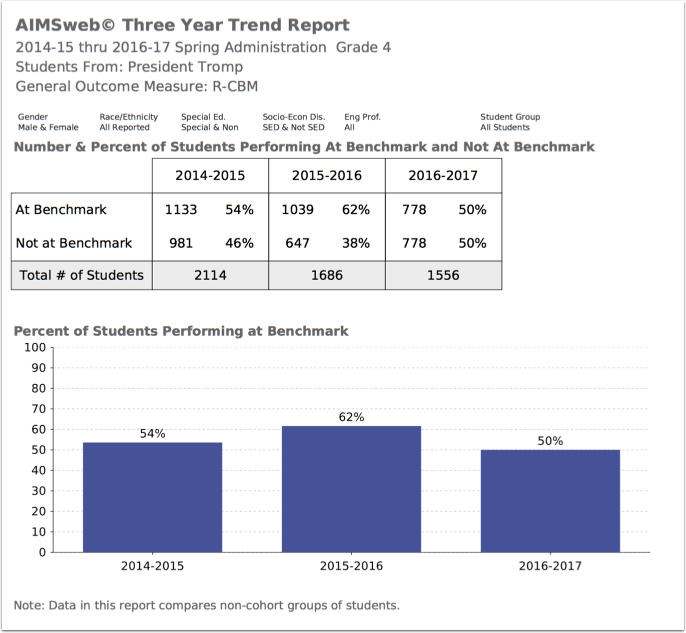 AIMSweb© Three Year Trend Report
2014-15 thru 2016-17 Spring Administration  Grade 4
Students From: President Tromp
General Outcome Measure: R-CBM
Gender Race/Ethnicity Special Ed. Socio-Econ Dis. Eng Prof. Student Group
Male & Female All Reported Special & Non SED & Not SED All All Students
Number & Percent of Students Performing At Benchmark and Not At Benchmark
2014-2015 2015-2016 2016-2017
At Benchmark 1133 54% 1039 62% 778 50%
Not at Benchmark 981 46% 647 38% 778 50%
Total # of Students 2114 1686 1556
Percent of Students Performing at Benchmark
100
90
80
70
62%
60
54%
50%
50
40
30
20
10
0
2014-2015 2015-2016 2016-2017
Note: Data in this report compares non-cohort groups of students.